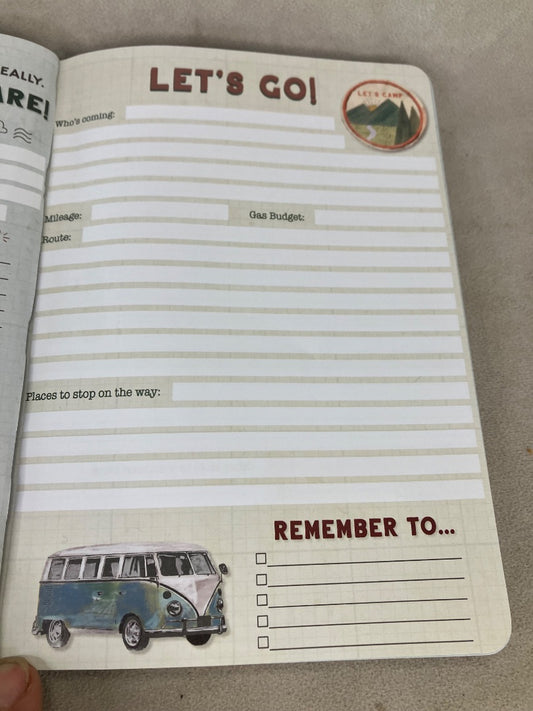 EALLY.
ARE!
LET'S GO!
LET'S CAMP
Who's coming:
Mileage:
Gas Budget:
Route:
Places to stop on the way:
REMEMBER TO...